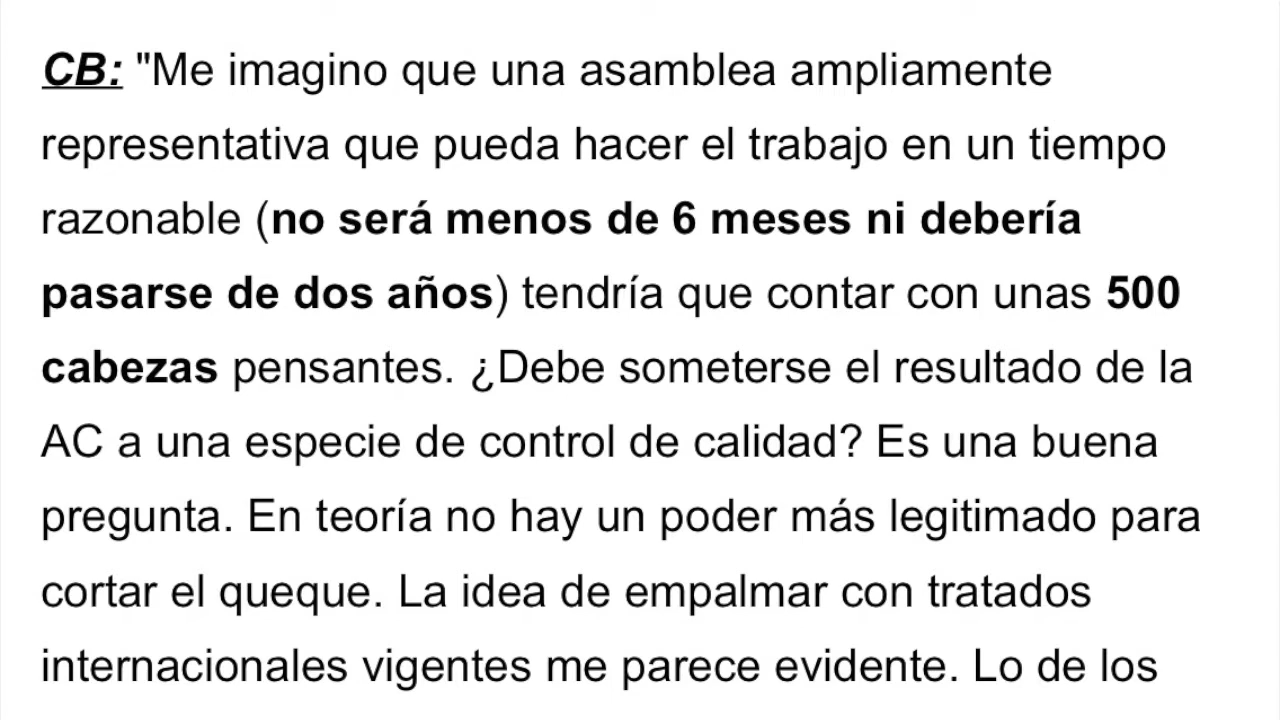 CB: "Me imagino que una asamblea ampliamente
representativa que pueda hacer el trabajo en un tiempo
razonable (no será menos de 6 meses ni debería
pasarse de dos años) tendría que contar con unas 500
cabezas pensantes. ¿Debe someterse el resultado de la
AC a una especie de control de calidad? Es una buena
pregunta. En teoría no hay un poder más legitimado para
cortar el queque. La idea de empalmar con tratados
internacionales vigentes me parece evidente. Lo de los